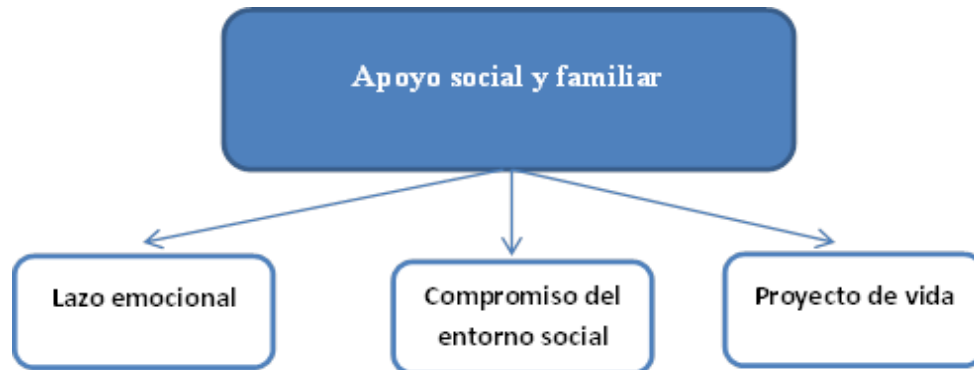 Apoyo social y familiar
Lazo emocional
Compromiso del
entorno social
Proyecto de vida